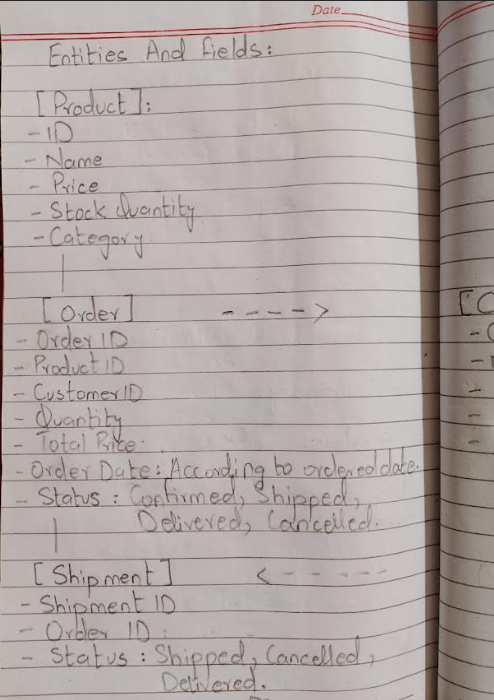 Date
Entities And Fields:
[Product]:
- ID
- Name
- Price
- Stock Quantity
- Category
[Order] ---->
- Order ID
- Product ID
- Customer ID
- Quantity
- Total Price.
- Order Date: According to ordered date.
- Status: Confirmed, Shipped,
Delivered, Cancelled.
[Shipment] <-----
- Shipment ID
- Order ID
- Status: Shipped, Cancelled,
Delivered.